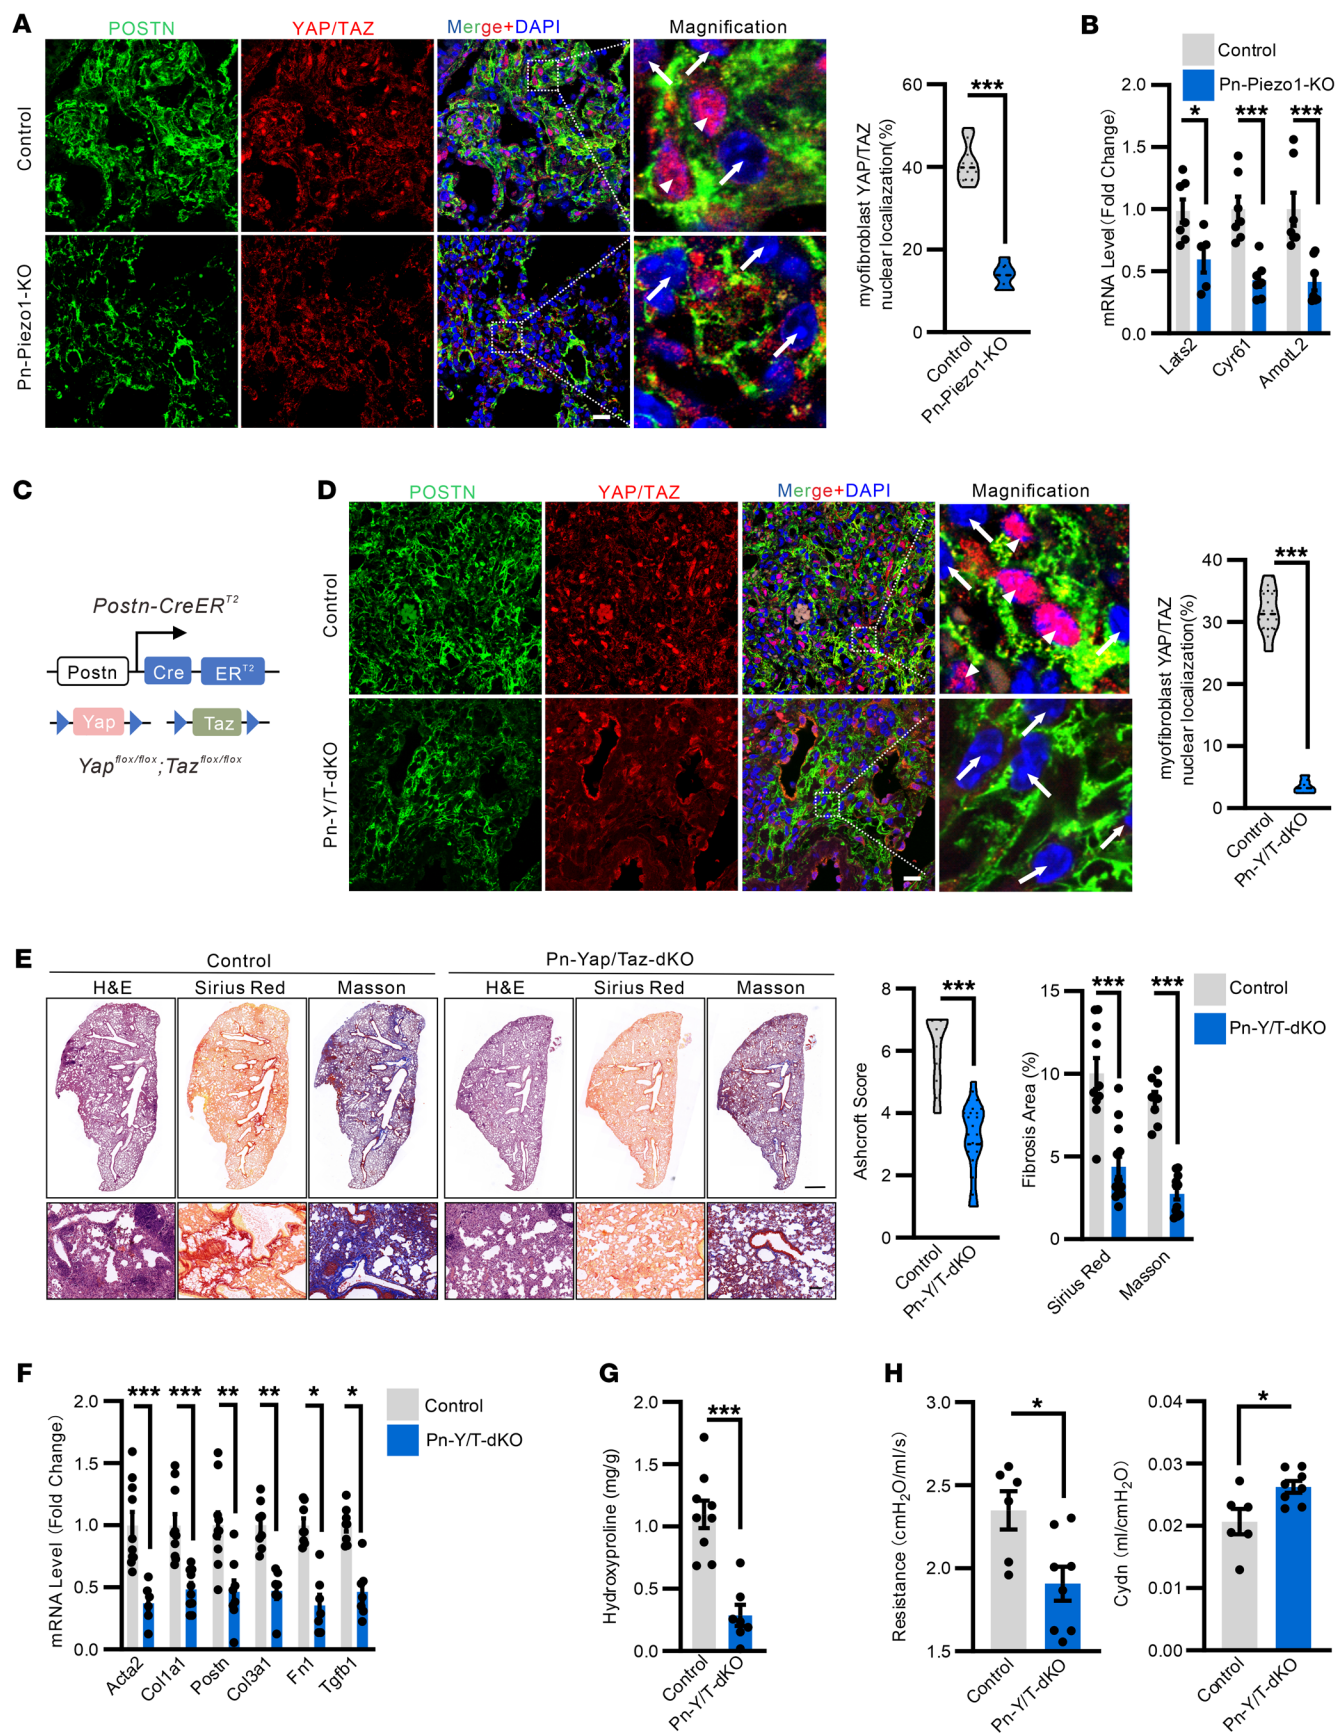 A
POSTN
YAP/TAZ
Merge+DAPI
Magnification
Control
Pn-Piezo1-KO
myofibroblast YAP/TAZ
nuclear localiazation(%)
60
40
20
0
***
Control
Pn-Piezo1-KO
B
Control
Pn-Piezo1-KO
mRNA Level (Fold Change)
2.0
1.5
1.0
0.5
0.0
*
***
***
Lats2
Cyr61
AmotL2
C
Postn-CreER^T2
Postn
Cre
ER^T2
Yap
Taz
Yap^flox/flox;Taz^flox/flox
D
POSTN
YAP/TAZ
Merge+DAPI
Magnification
Control
Pn-Y/T-dKO
myofibroblast YAP/TAZ
nuclear localiazation(%)
40
30
20
10
0
***
Control
Pn-Y/T-dKO
E
Control
Pn-Yap/Taz-dKO
H&E
Sirius Red
Masson
H&E
Sirius Red
Masson
Ashcroft Score
8
6
4
2
0
***
Control
Pn-Y/T-dKO
Fibrosis Area (%)
15
10
5
0
***
***
Sirius Red
Masson
Control
Pn-Y/T-dKO
F
mRNA Level (Fold Change)
2.0
1.5
1.0
0.5
0.0
***
***
**
**
*
*
Acta2
Col1a1
Postn
Col3a1
Fn1
Tgfb1
Control
Pn-Y/T-dKO
G
Hydroxyproline (mg/g)
2.0
1.5
1.0
0.5
0.0
***
Control
Pn-Y/T-dKO
H
Resistance (cmH2O/ml/s)
3.0
2.5
2.0
1.5
*
Control
Pn-Y/T-dKO
Cydn (ml/cmH2O)
0.04
0.03
0.02
0.01
0.00
*
Control
Pn-Y/T-dKO